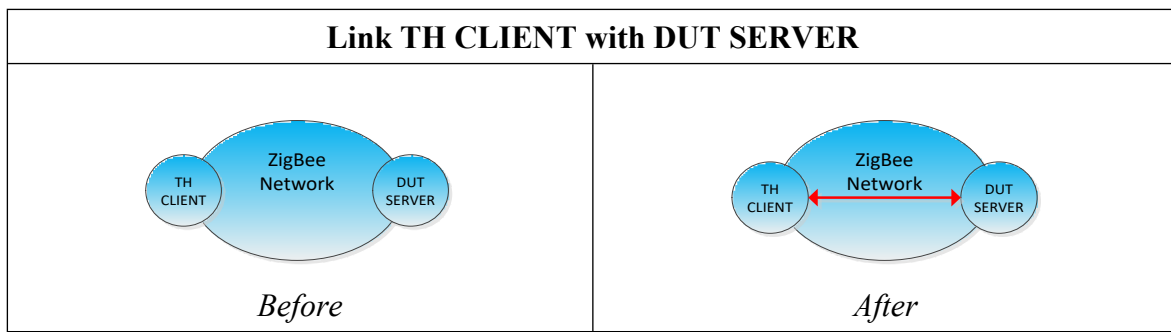 Link TH CLIENT with DUT SERVER
ZigBee
Network
TH
CLIENT
DUT
SERVER
Before
ZigBee
Network
TH
CLIENT
DUT
SERVER
After